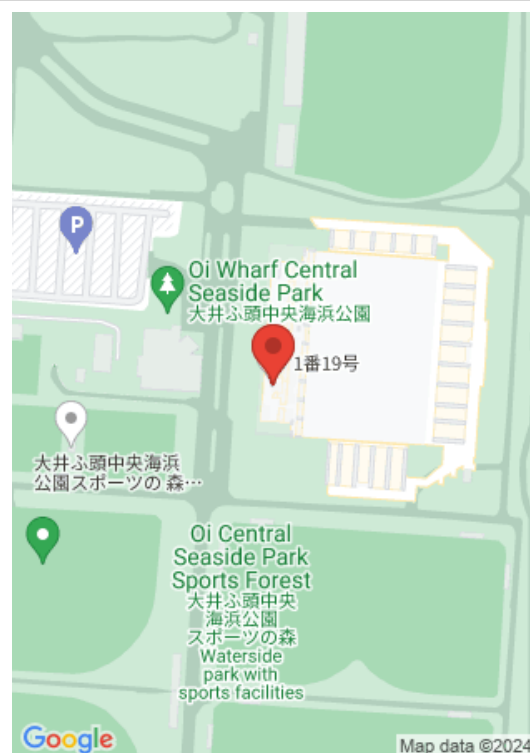 P
Oi Wharf Central
Seaside Park
大井ふ頭中央海浜公園
1番19号
大井ふ頭中央海浜
公園スポーツの 森…
Oi Central
Seaside Park
Sports Forest
大井ふ頭中央
海浜公園
スポーツの森
Waterside
park with
sports facilities
Google
Map data ©2024